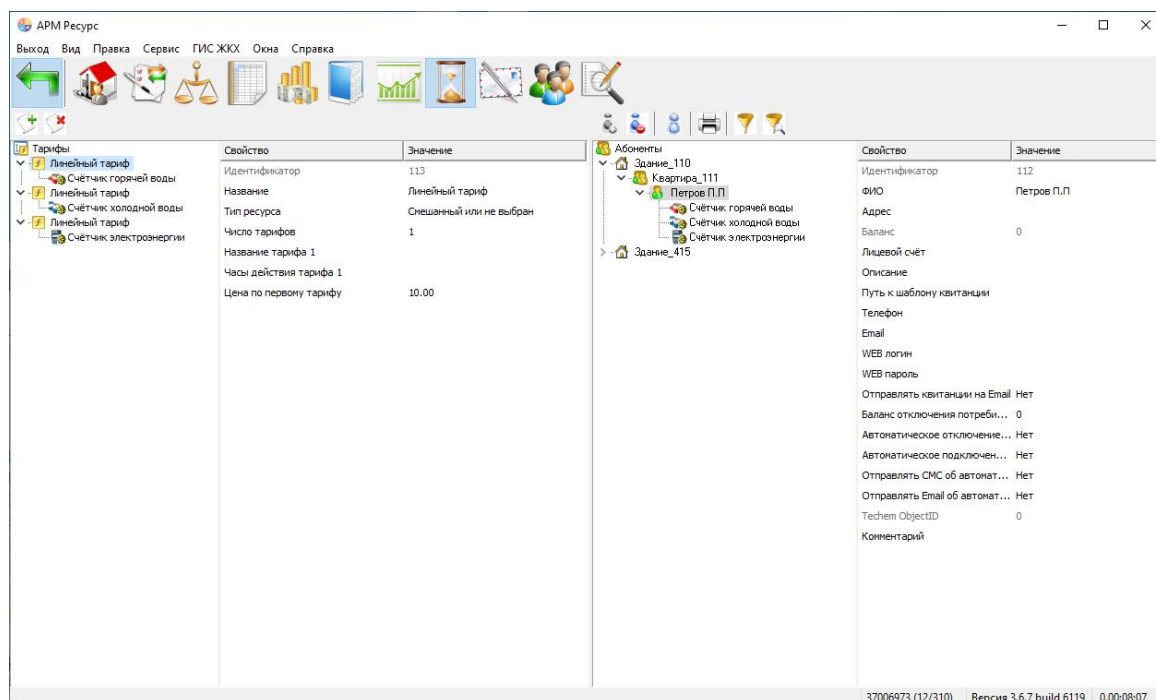 АРМ Ресурс
Выход Вид Правка Сервис ГИС ЖКХ Окна Справка
Тарифы
Линейный тариф
Счётчик горячей воды
Линейный тариф
Счётчик холодной воды
Линейный тариф
Счётчик электроэнергии
Свойство Значение
Идентификатор 113
Название Линейный тариф
Тип ресурса Смешанный или не выбран
Число тарифов 1
Название тарифа 1
Часы действия тарифа 1
Цена по первому тарифу 10.00
Абоненты
Здание_110
Квартира_111
Петров П.П
Счётчик горячей воды
Счётчик холодной воды
Счётчик электроэнергии
Здание_415
Свойство Значение
Идентификатор 112
ФИО Петров П.П
Адрес
Баланс 0
Лицевой счёт
Описание
Путь к шаблону квитанции
Телефон
Email
WEB логин
WEB пароль
Отправлять квитанции на Email Нет
Баланс отключения потреби... 0
Автоматическое отключение... Нет
Автоматическое подключен... Нет
Отправлять СМС об автомат... Нет
Отправлять Email об автомат... Нет
Techem ObjectID 0
Комментарий
37006973 (12/310) Версия 3.6.7 build 6119 0.00:08:07